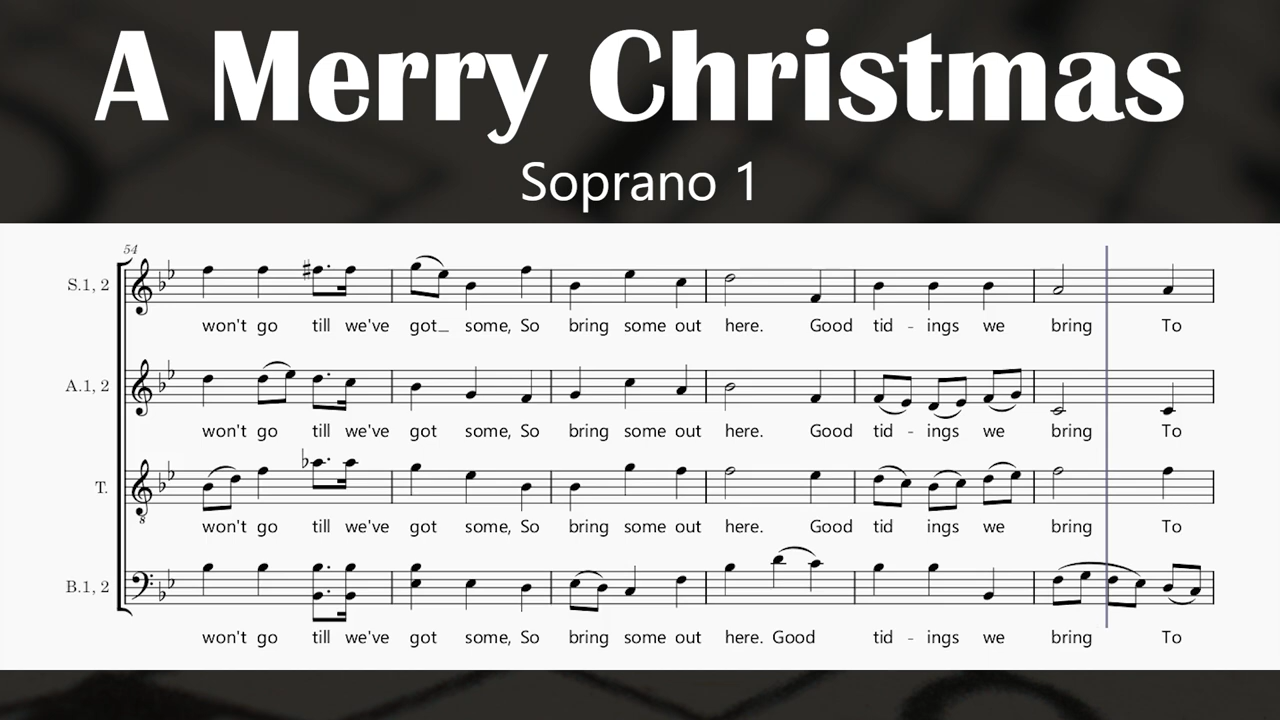 A Merry Christmas
Soprano 1
54
S.1, 2
won't go till we've got_ some, So bring some out here. Good tid - ings we bring To
A.1, 2
won't go till we've got some, So bring some out here. Good tid - ings we bring To
T.
8
won't go till we've got some, So bring some out here. Good tid ings we bring To
B.1, 2
won't go till we've got some, So bring some out here. Good tid - ings we bring To